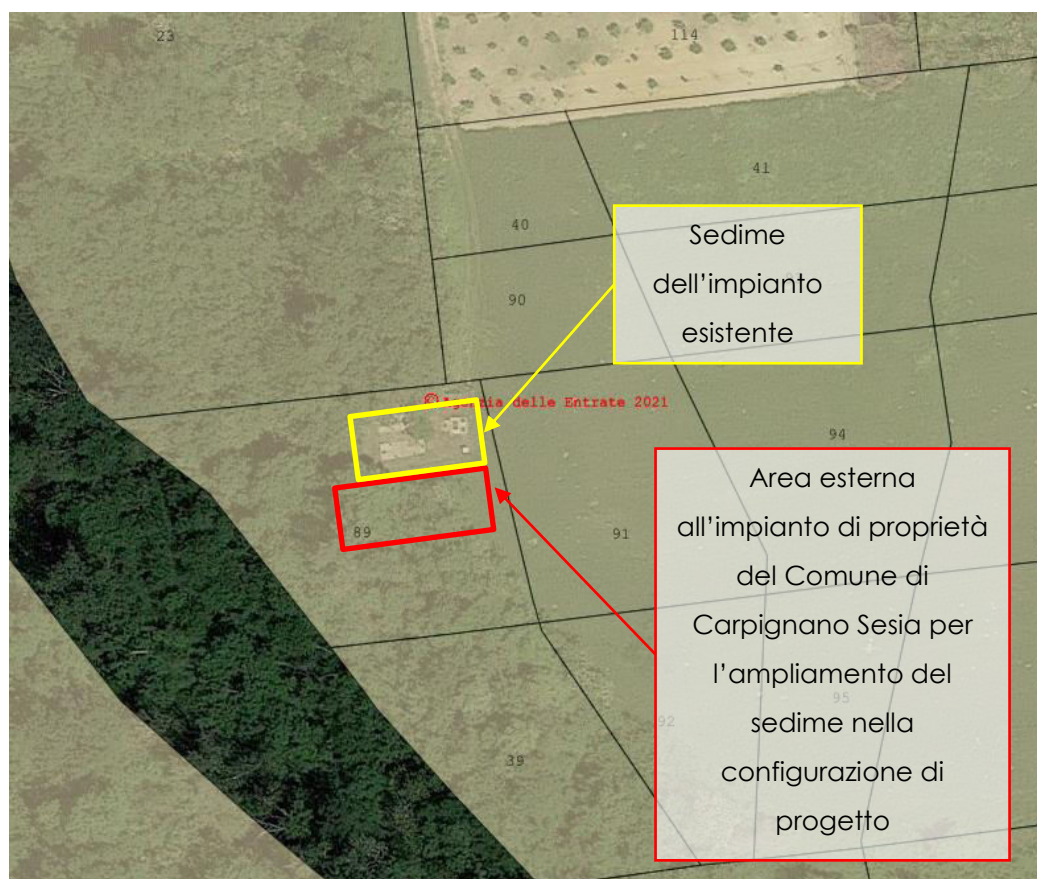 23
114
41
40
90
Sedime
dell’impianto
esistente
© Agenzia delle Entrate 2021
94
89
91
Area esterna
all’impianto di proprietà
del Comune di
Carpignano Sesia per
l’ampliamento del
sedime nella
configurazione di
progetto
95
92
39